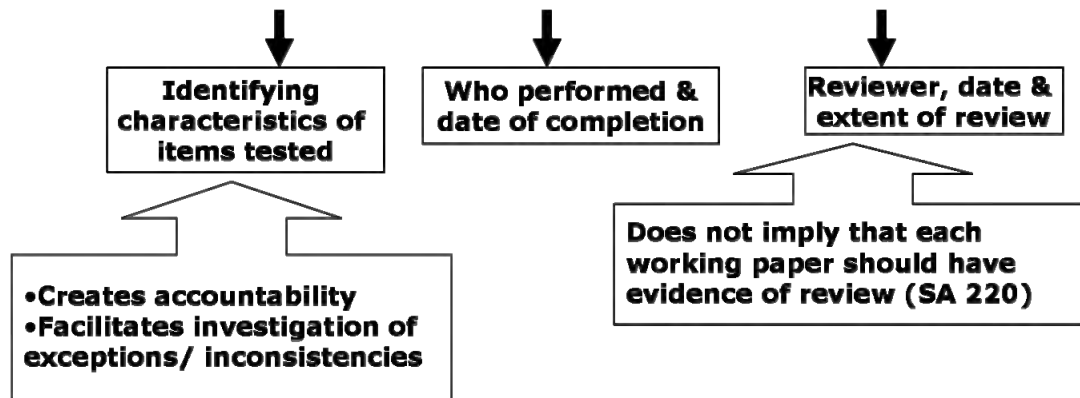 Identifying
characteristics of
items tested
Who performed &
date of completion
Reviewer, date &
extent of review
Does not imply that each
working paper should have
evidence of review (SA 220)
•Creates accountability
•Facilitates investigation of
exceptions/ inconsistencies